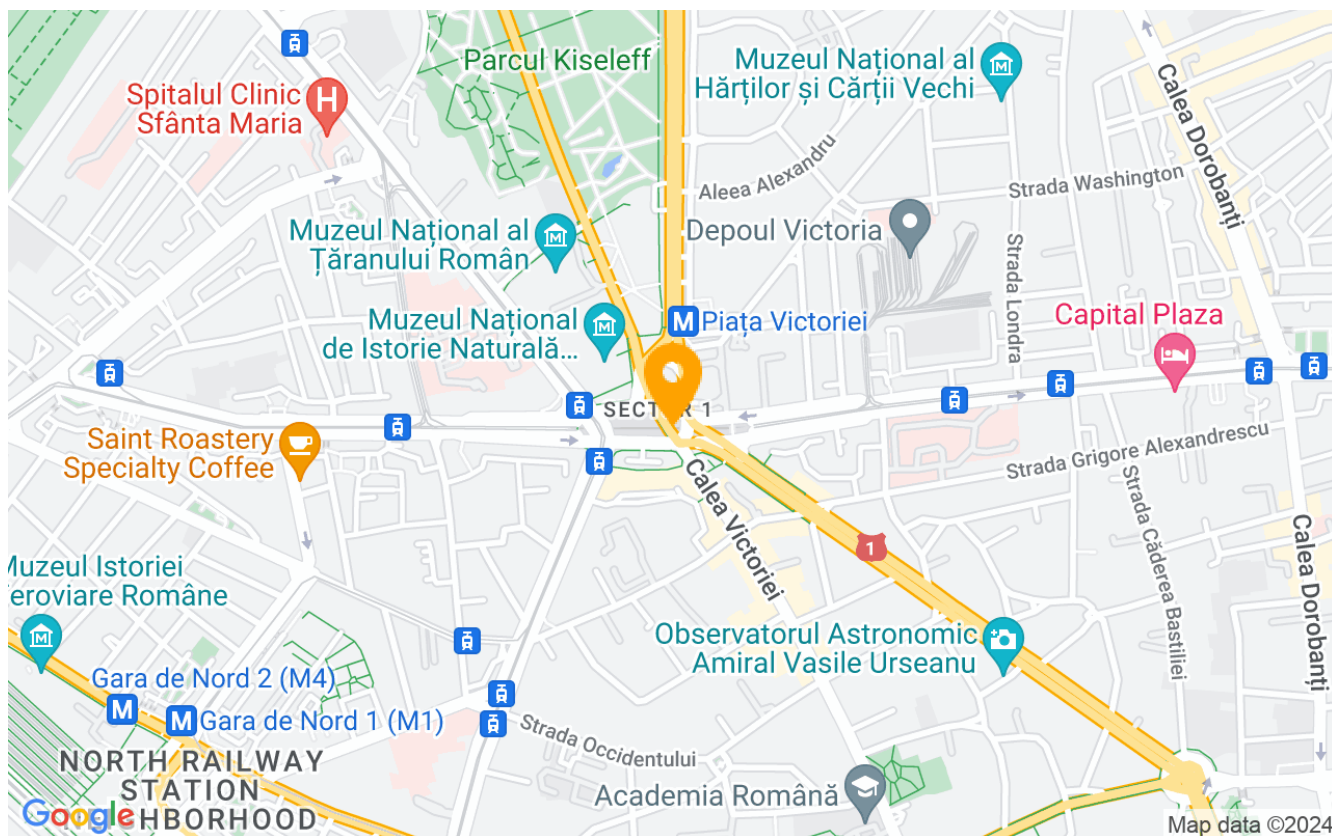 Parcul Kiseleff
Muzeul Național al
Hărților și Cărții Vechi
Calea Dorobanți
Spitalul Clinic
Sfânta Maria
H
Aleea Alexandru
Strada Washington
Muzeul Național al
Țăranului Român
Depoul Victoria
Strada Londra
Muzeul Național
de Istorie Naturală...
M
Piața Victoriei
Capital Plaza
SECTOR 1
Saint Roastery
Specialty Coffee
Strada Grigore Alexandrescu
Calea Victoriei
Strada Căderea Bastiliei
Calea Dorobanți
1
Muzeul Istoriei
Feroviare Române
Observatorul Astronomic
Amiral Vasile Urseanu
Gara de Nord 2 (M4)
M
M
Gara de Nord 1 (M1)
Strada Occidentului
NORTH RAILWAY
STATION
HBORHOOD
Academia Română
Google
Map data ©2024